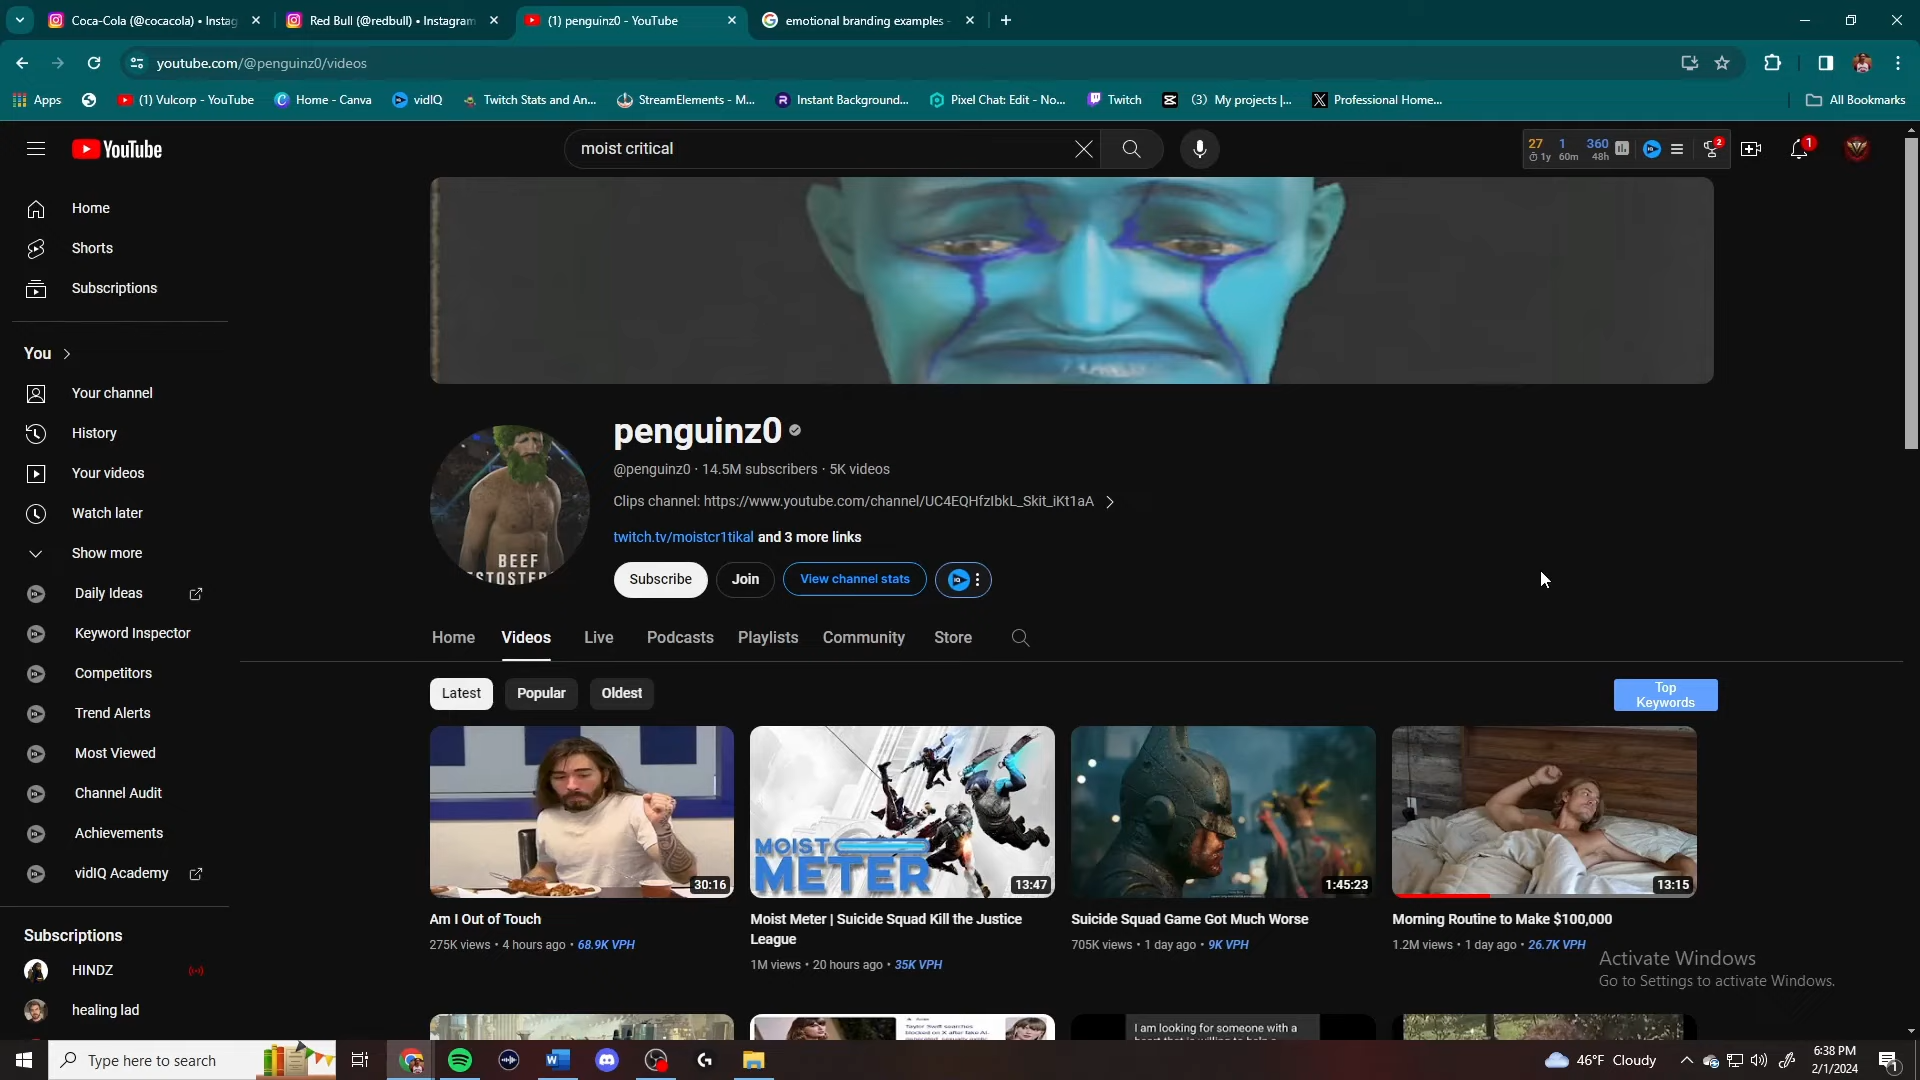 Coca-Cola (@cocacola) • Instag
Red Bull (@redbull) • Instagram
(1) penguinz0 - YouTube
emotional branding examples -
youtube.com/@penguinz0/videos
Apps
(1) Vulcorp - YouTube
Home - Canva
vidIQ
Twitch Stats and An...
StreamElements - M...
Instant Background...
Pixel Chat: Edit - No...
Twitch
(3) My projects |...
Professional Home...
All Bookmarks
YouTube
moist critical
27 1 360
1y 60m 48h
2
1
Home
Shorts
Subscriptions
You
Your channel
History
Your videos
Watch later
Show more
Daily Ideas
Keyword Inspector
Competitors
Trend Alerts
Most Viewed
Channel Audit
Achievements
vidIQ Academy
Subscriptions
HINDZ
healing lad
BEEF
penguinz0
@penguinz0 · 14.5M subscribers · 5K videos
Clips channel: https://www.youtube.com/channel/UC4EQHfzIbkL_Skit_iKt1aA
twitch.tv/moistcr1tikal and 3 more links
Subscribe
Join
View channel stats
Home
Videos
Live
Podcasts
Playlists
Community
Store
Latest
Popular
Oldest
Top
Keywords
30:16
MOIST
METER
13:47
1:45:23
13:15
Am I Out of Touch
275K views • 4 hours ago • 68.9K VPH
Moist Meter | Suicide Squad Kill the Justice
League
1M views • 20 hours ago • 35K VPH
Suicide Squad Game Got Much Worse
705K views • 1 day ago • 9K VPH
Morning Routine to Make $100,000
1.2M views • 1 day ago • 26.7K VPH
Activate Windows
Go to Settings to activate Windows.
Taylor Swift searches
blocked on X after fake AI
I am looking for someone with a
Type here to search
46°F Cloudy
6:38 PM
2/1/2024
1